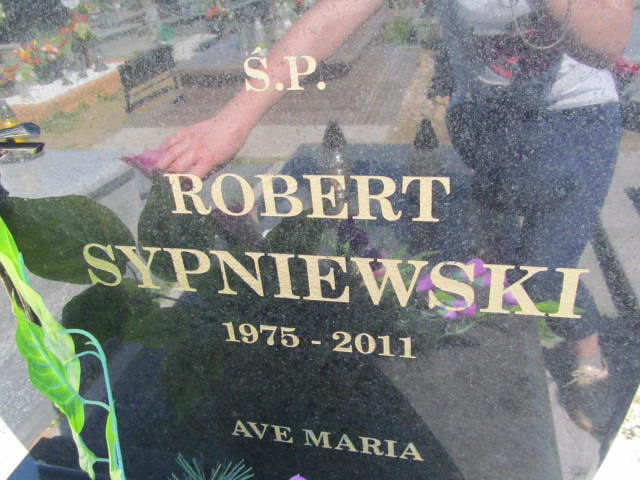 Ś.P.
ROBERT
SYPNIEWSKI
1975 - 2011
AVE MARIA